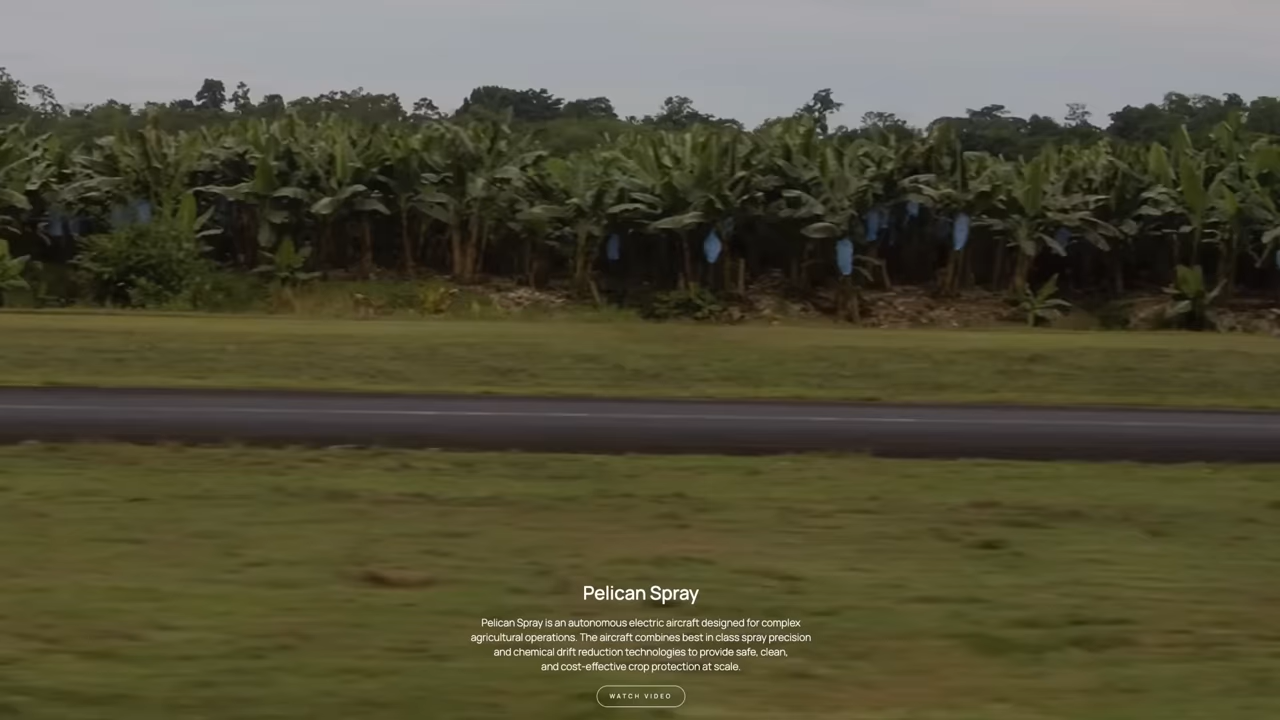 Pelican Spray
Pelican Spray is an autonomous electric aircraft designed for complex
agricultural operations. The aircraft combines best in class spray precision
and chemical drift reduction technologies to provide safe, clean,
and cost-effective crop protection at scale.
WATCH VIDEO